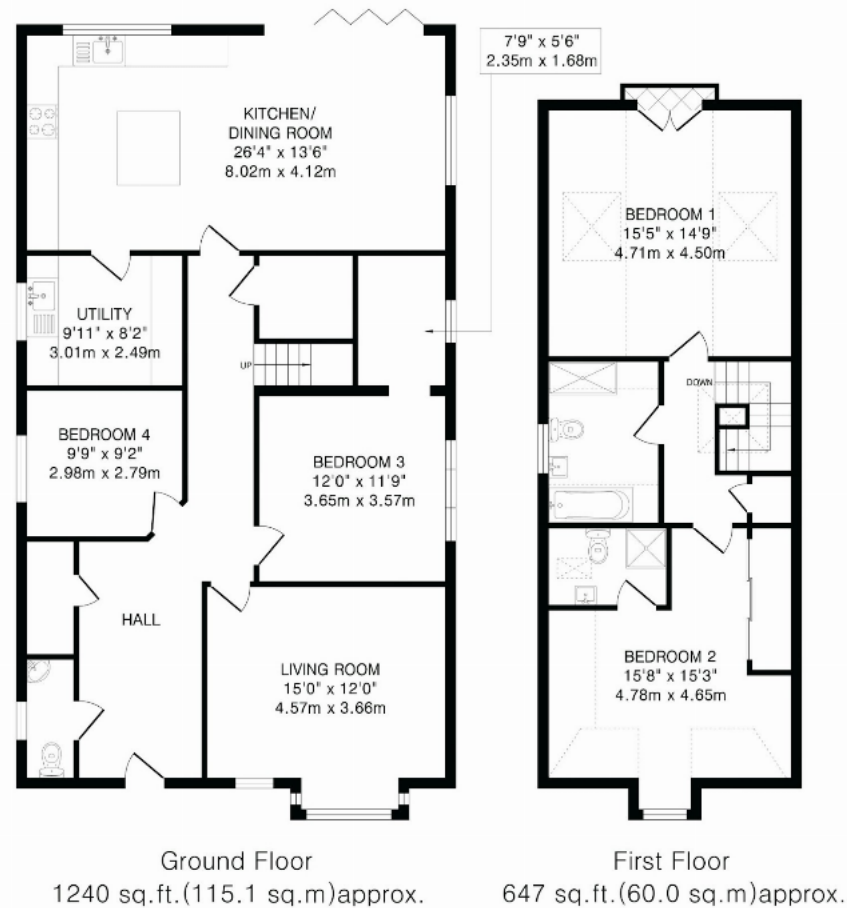 7'9" x 5'6"
2.35m x 1.68m
KITCHEN/
DINING ROOM
26'4" x 13'6"
8.02m x 4.12m
UTILITY
9'11" x 8'2"
3.01m x 2.49m
UP
BEDROOM 4
9'9" x 9'2"
2.98m x 2.79m
BEDROOM 3
12'0" x 11'9"
3.65m x 3.57m
HALL
LIVING ROOM
15'0" x 12'0"
4.57m x 3.66m
Ground Floor
1240 sq.ft.(115.1 sq.m)approx.
BEDROOM 1
15'5" x 14'9"
4.71m x 4.50m
DOWN
BEDROOM 2
15'8" x 15'3"
4.78m x 4.65m
First Floor
647 sq.ft.(60.0 sq.m)approx.